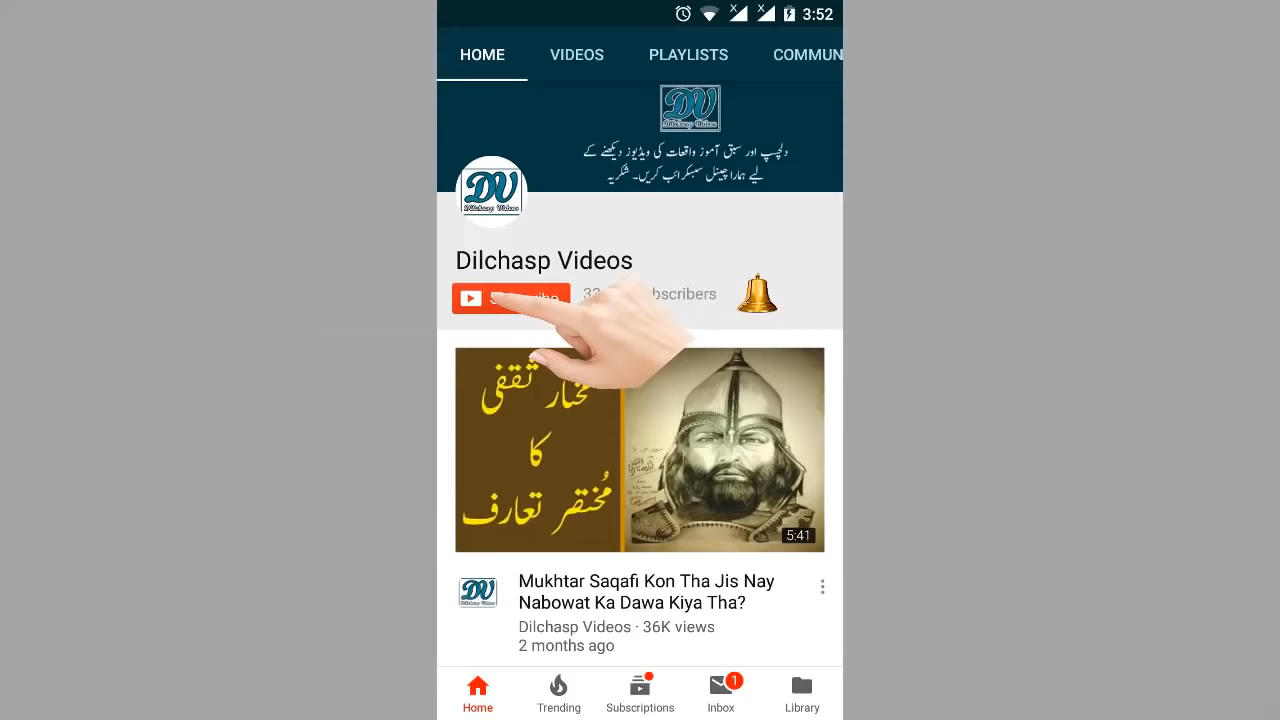 3:52
HOME VIDEOS PLAYLISTS COMMUN
DV
Dilchasp Videos
دلچسپ اور سبق آموز واقعات کی ویڈیوز دیکھنے کے
لیے ہمارا چینل سبسکرائب کریں۔ شکریہ
DV
Dilchasp Videos
Dilchasp Videos
مختار ثقفی
کا
مُختصر تعارف
5:41
DV
Mukhtar Saqafi Kon Tha Jis Nay
Nabowat Ka Dawa Kiya Tha?
Dilchasp Videos · 36K views
2 months ago
1
Home Trending Subscriptions Inbox Library